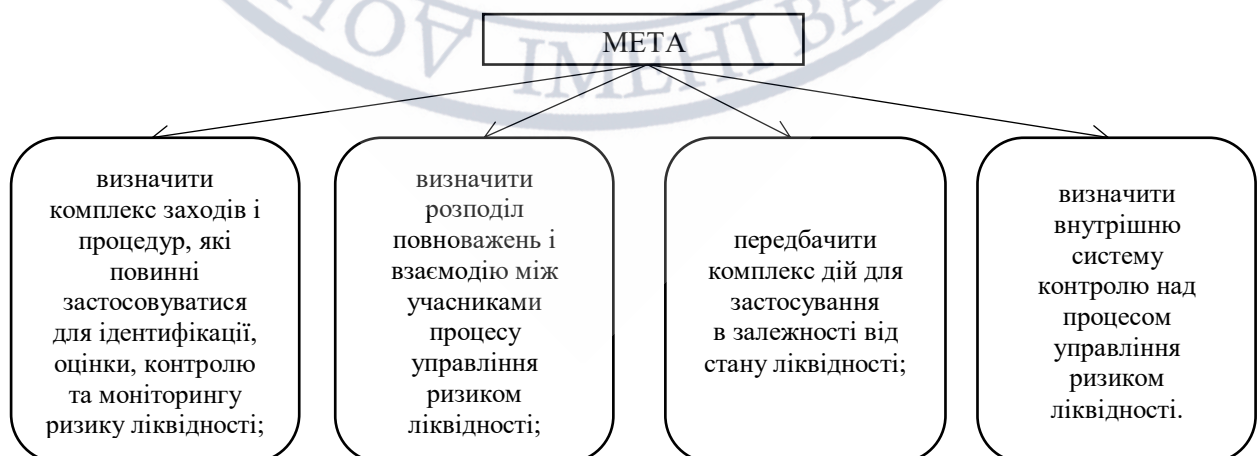 МЕТА
визначити
комплекс заходів і
процедур, які
повинні
застосовуватися
для ідентифікації,
оцінки, контролю
та моніторингу
ризику ліквідності;
визначити
розподіл
повноважень і
взаємодію між
учасниками
процесу
управління
ризиком
ліквідності;
передбачити
комплекс дій для
застосування
в залежності від
стану ліквідності;
визначити
внутрішню
систему
контролю над
процесом
управління
ризиком
ліквідності.